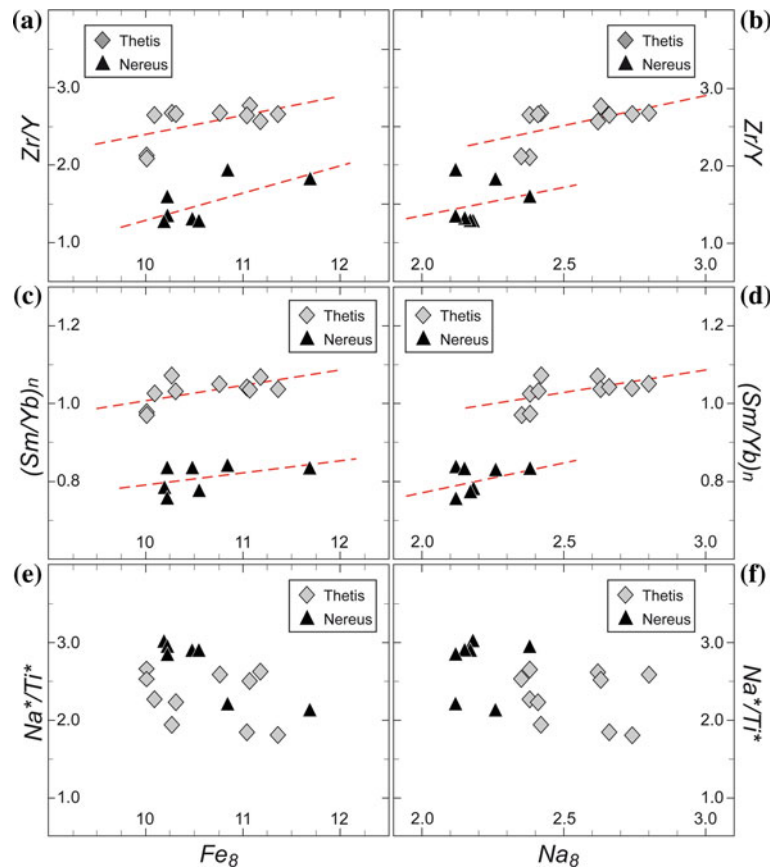 (a)
Thetis
Nereus
3.0
2.0
1.0
10 11 12
Zr/Y
(b)
Thetis
Nereus
3.0
2.0
1.0
2.0 2.5 3.0
Zr/Y
(c)
Thetis
Nereus
1.2
1.0
0.8
10 11 12
(Sm/Yb)n
(d)
Thetis
Nereus
1.2
1.0
0.8
2.0 2.5 3.0
(Sm/Yb)n
(e)
Thetis
Nereus
3.0
2.0
1.0
10 11 12
Na*/Ti*
Fe8
(f)
Thetis
Nereus
3.0
2.0
1.0
2.0 2.5 3.0
Na*/Ti*
Na8